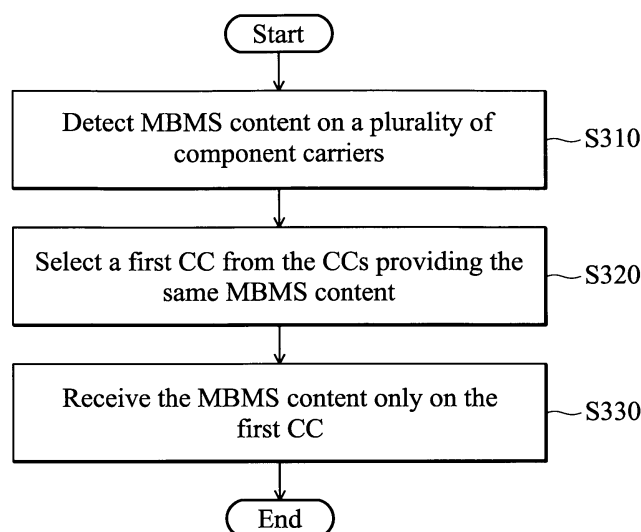 Start
Detect MBMS content on a plurality of
component carriers
S310
Select a first CC from the CCs providing the
same MBMS content
S320
Receive the MBMS content only on the
first CC
S330
End